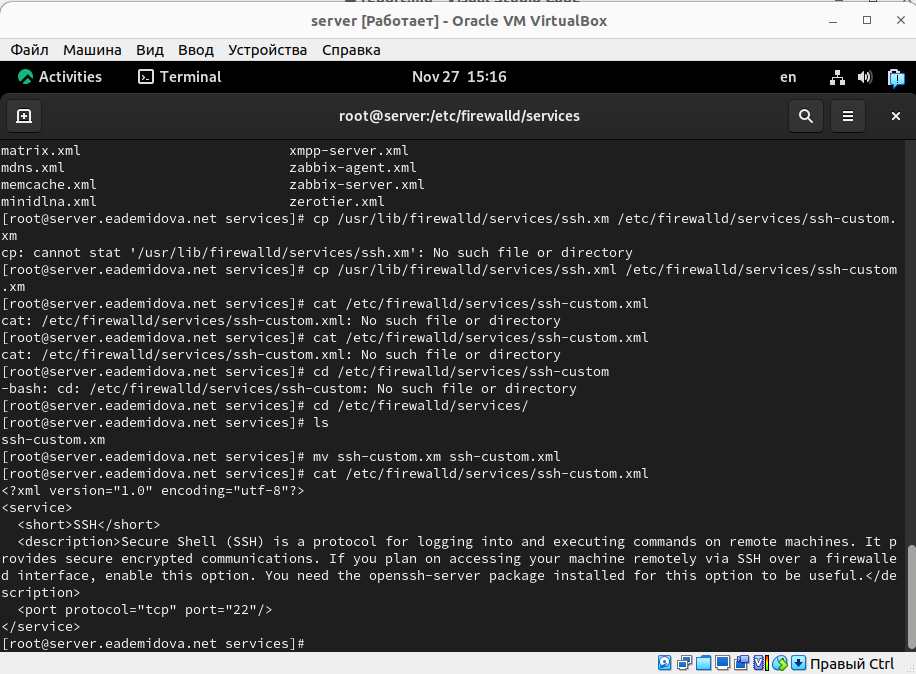 server [Работает] - Oracle VM VirtualBox
Файл Машина Вид Ввод Устройства Справка
Activities Terminal Nov 27 15:16 en
root@server:/etc/firewalld/services
matrix.xml xmpp-server.xml
mdns.xml zabbix-agent.xml
memcache.xml zabbix-server.xml
minidlna.xml zerotier.xml
[root@server.eademidova.net services]# cp /usr/lib/firewalld/services/ssh.xm /etc/firewalld/services/ssh-custom.
xm
cp: cannot stat '/usr/lib/firewalld/services/ssh.xm': No such file or directory
[root@server.eademidova.net services]# cp /usr/lib/firewalld/services/ssh.xml /etc/firewalld/services/ssh-custom
.xm
[root@server.eademidova.net services]# cat /etc/firewalld/services/ssh-custom.xml
cat: /etc/firewalld/services/ssh-custom.xml: No such file or directory
[root@server.eademidova.net services]# cat /etc/firewalld/services/ssh-custom.xml
cat: /etc/firewalld/services/ssh-custom.xml: No such file or directory
[root@server.eademidova.net services]# cd /etc/firewalld/services/ssh-custom
-bash: cd: /etc/firewalld/services/ssh-custom: No such file or directory
[root@server.eademidova.net services]# cd /etc/firewalld/services/
[root@server.eademidova.net services]# ls
ssh-custom.xm
[root@server.eademidova.net services]# mv ssh-custom.xm ssh-custom.xml
[root@server.eademidova.net services]# cat /etc/firewalld/services/ssh-custom.xml
<?xml version="1.0" encoding="utf-8"?>
<service>
  <short>SSH</short>
  <description>Secure Shell (SSH) is a protocol for logging into and executing commands on remote machines. It p
rovides secure encrypted communications. If you plan on accessing your machine remotely via SSH over a firewalle
d interface, enable this option. You need the openssh-server package installed for this option to be useful.</de
scription>
  <port protocol="tcp" port="22"/>
</service>
[root@server.eademidova.net services]#
Правый Ctrl